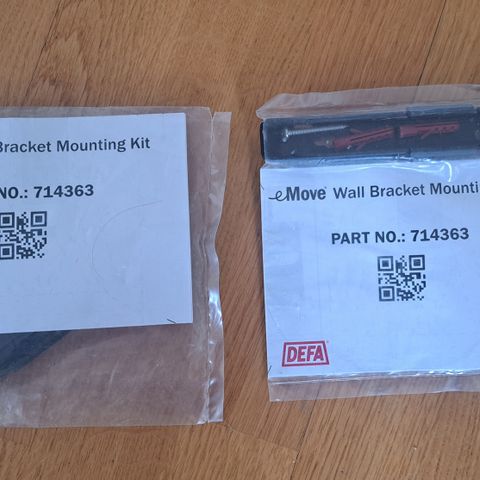 Bracket Mounting Kit
NO.: 714363
eMove Wall Bracket Mounti
PART NO.: 714363
DEFA